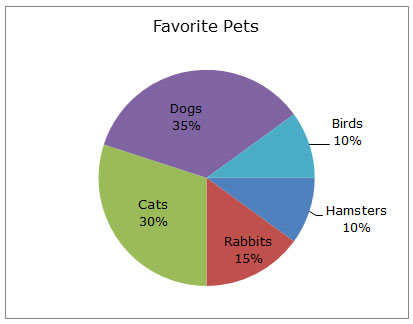 Favorite Pets
Dogs
35%
Birds
10%
Cats
30%
Hamsters
10%
Rabbits
15%